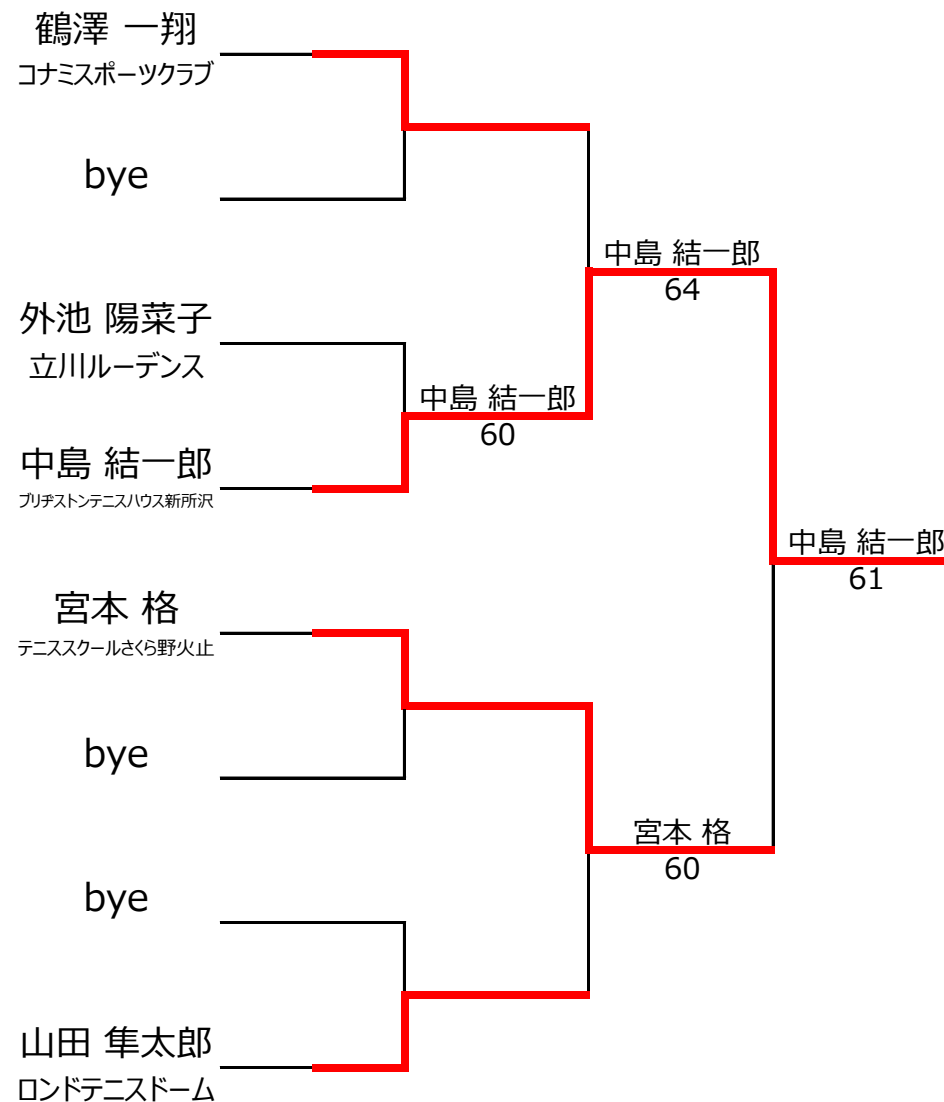 鶴澤 一翔
コナミスポーツクラブ
bye
外池 陽菜子
立川ルーデンス
中島 結一郎
ブリヂストンテニスハウス新所沢
宮本 格
テニススクールさくら野火止
bye
bye
山田 隼太郎
ロンドテニスドーム
中島 結一郎
60
中島 結一郎
64
宮本 格
60
中島 結一郎
61